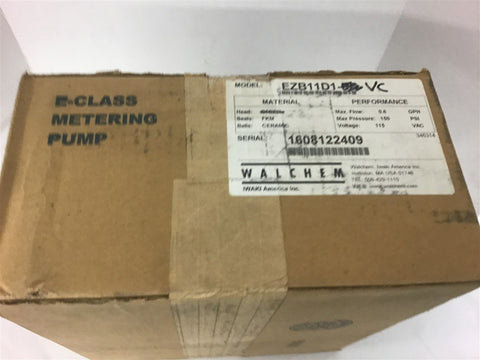 E-CLASS
METERING
PUMP
MODEL: EZB11D1- VC
MATERIAL PERFORMANCE
Head: Max. Flow: 0.6 GPH
Seals: FKM Max Pressure: 150 PSI
Balls: CERAMIC Voltage: 115 VAC
SERIAL: 1608122409
WALCHEM
IWAKI America Inc.
Walchem, Iwaki America Inc.
Holliston, MA USA 01746